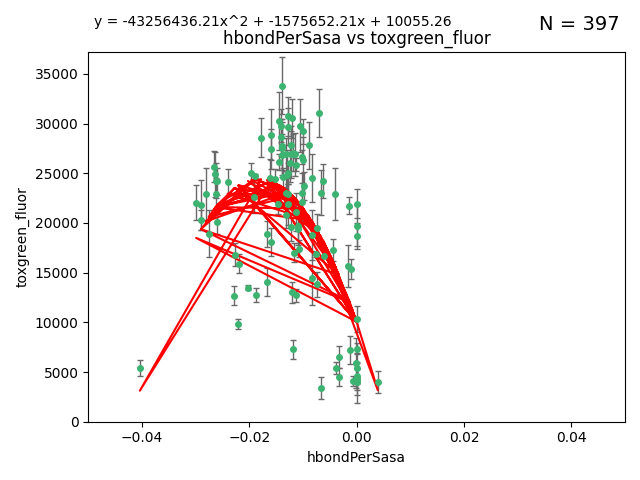 y = -43256436.21x^2 + -1575652.21x + 10055.26
N = 397
hbondPerSasa vs toxgreen_fluor
35000
30000
25000
20000
15000
10000
5000
0
toxgreen_fluor
−0.04
−0.02
0.00
0.02
0.04
hbondPerSasa